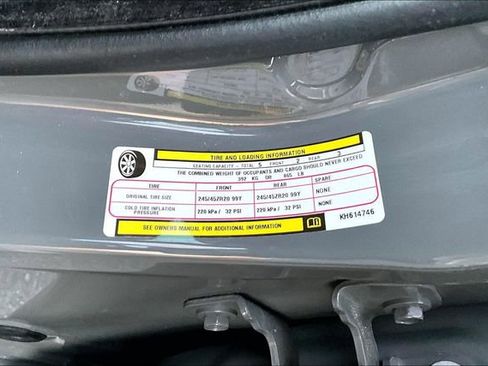 TIRE AND LOADING INFORMATION
SEATING CAPACITY - TOTAL 5 FRONT 2 REAR 3
THE COMBINED WEIGHT OF OCCUPANTS AND CARGO SHOULD NEVER EXCEED
392 KG OR 865 LB
TIRE FRONT REAR SPARE
ORIGINAL TIRE SIZE 245/45ZR20 99Y 245/45ZR20 99Y NONE
COLD TIRE INFLATION PRESSURE 220 kPa / 32 PSI 220 kPa / 32 PSI NONE
SEE OWNERS MANUAL FOR ADDITIONAL INFORMATION
KH614746